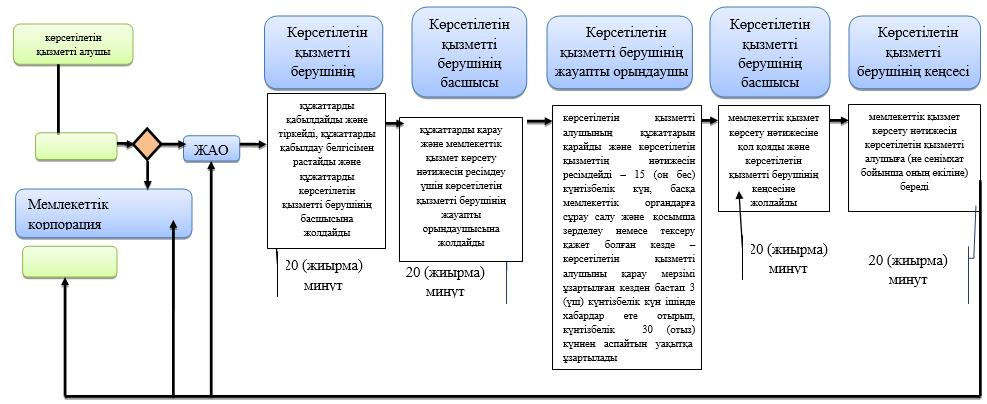 көрсетілетін
қызметті алушы
ЖАО
Мемлекеттік
корпорация
Көрсетілетін
қызметті
берушінің
құжаттарды
қабылдайды және
тіркейді, құжаттарды
қабылдау белгісімен
растайды және
құжаттарды
көрсетілетін
қызметті берушінің
басшысына
жолдайды
20 (жиырма)
минут
Көрсетілетін
қызметті
берушінің
басшысы
құжаттарды қарау
және мемлекеттік
қызмет көрсету
нәтижесін ресімдеу
үшін көрсетілетін
қызметті берушінің
жауапты
орындаушысына
жолдайды
20 (жиырма)
минут
Көрсетілетін
қызметті берушінің
жауапты орындаушы
көрсетілетін қызметті
алушының құжаттарын
қарайды және көрсетілетін
қызметтің нәтижесін
ресімдейді – 15 (он бес)
күнтізбелік күн, басқа
мемлекеттік органдарға
сұрау салу және қосымша
зерделеу немесе тексеру
қажет болған кезде –
көрсетілетін қызметті
алушыны қарау мерзімі
ұзартылған кезден бастап 3
(үш) күнтізбелік күн ішінде
хабардар ете отырып,
күнтізбелік 30 (отыз)
күннен аспайтын уақытқа
ұзартылады
Көрсетілетін
қызметті
берушінің
басшысы
мемлекеттік қызмет
көрсету нәтижесіне
қол қояды және
көрсетілетін
қызметті берушінің
кеңсесіне
жолдайды
20 (жиырма)
минут
Көрсетілетін
қызметті
берушінің кеңсесі
мемлекеттік қызмет
көрсету нәтижесін
көрсетілетін қызметті
алушыға (не сенімхат
бойынша оның өкіліне)
береді
20 (жиырма)
минут